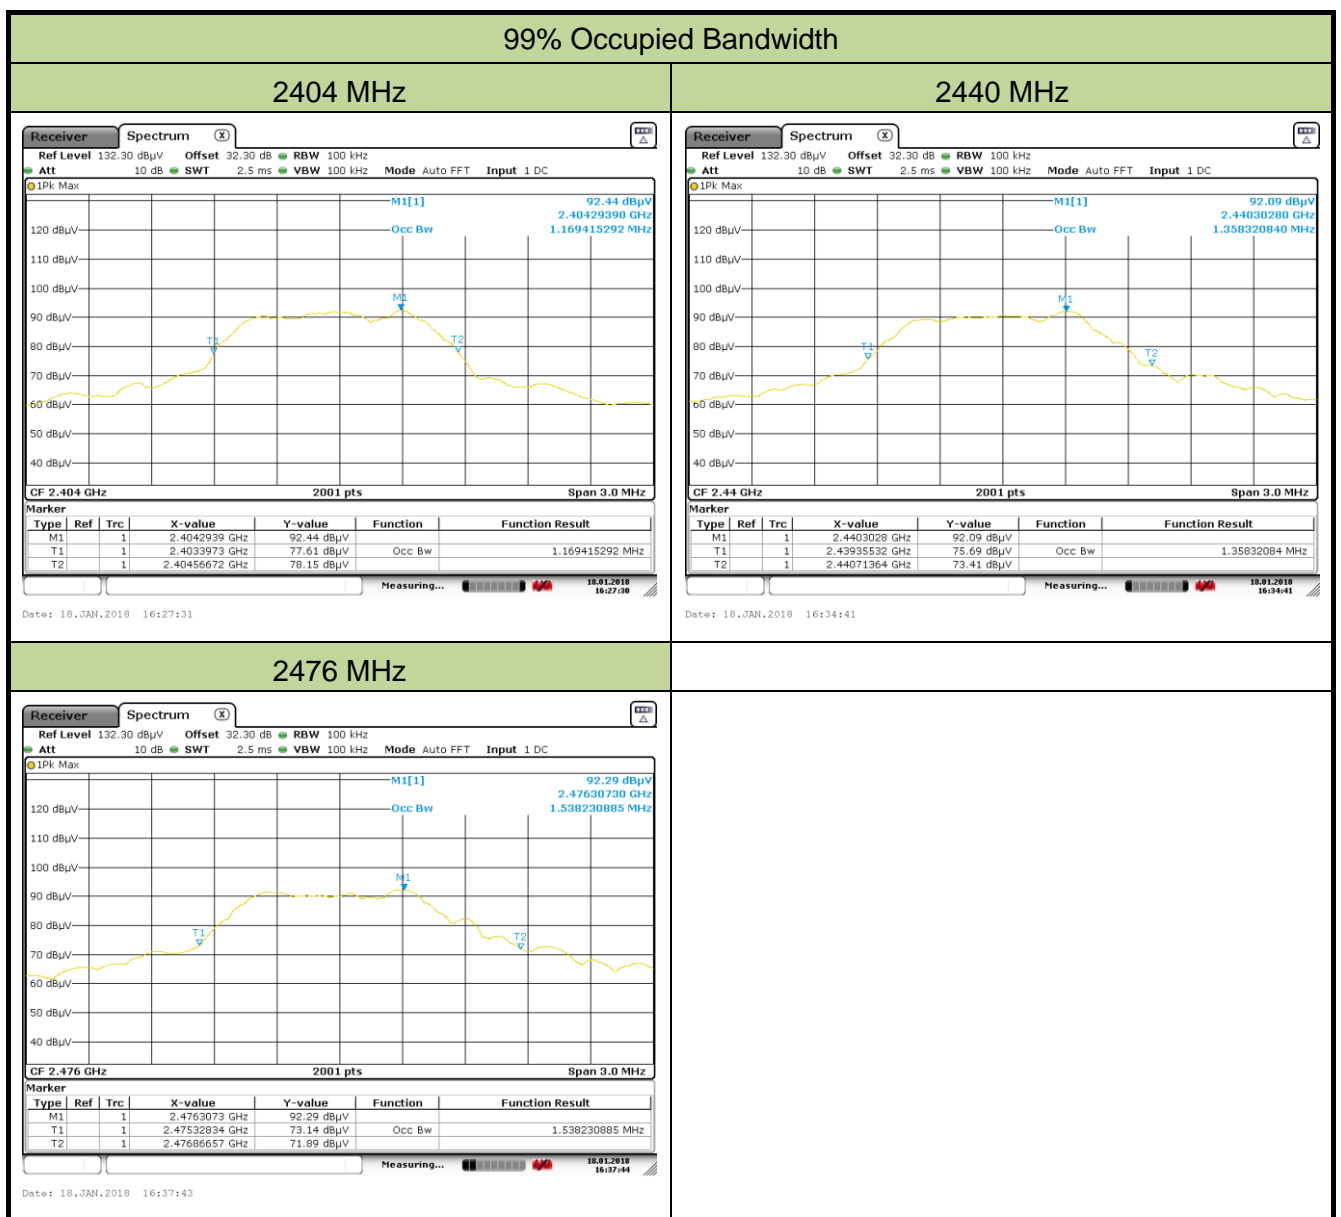 99% Occupied Bandwidth
2404 MHz
Receiver Spectrum X
Ref Level 132.30 dBµV Offset 32.30 dB RBW 100 kHz
Att 10 dB SWT 2.5 ms VBW 100 kHz Mode Auto FFT Input 1 DC
1Pk Max
M1[1] 92.44 dBµV
2.40429390 GHz
Occ Bw 1.169415292 MHz
120 dBµV
110 dBµV
100 dBµV
M1
90 dBµV
T1 T2
80 dBµV
70 dBµV
60 dBµV
50 dBµV
40 dBµV
CF 2.404 GHz 2001 pts Span 3.0 MHz
Marker
Type Ref Trc X-value Y-value Function Function Result
M1 1 2.4042939 GHz 92.44 dBµV
T1 1 2.4033973 GHz 77.61 dBµV Occ Bw 1.169415292 MHz
T2 1 2.40456672 GHz 78.15 dBµV
Measuring... 18.01.2018
16:27:30
Date: 18.JAN.2018 16:27:31
2440 MHz
Receiver Spectrum X
Ref Level 132.30 dBµV Offset 32.30 dB RBW 100 kHz
Att 10 dB SWT 2.5 ms VBW 100 kHz Mode Auto FFT Input 1 DC
1Pk Max
M1[1] 92.09 dBµV
2.44030280 GHz
Occ Bw 1.358320840 MHz
120 dBµV
110 dBµV
100 dBµV
M1
90 dBµV
80 dBµV
T1 T2
70 dBµV
60 dBµV
50 dBµV
40 dBµV
CF 2.44 GHz 2001 pts Span 3.0 MHz
Marker
Type Ref Trc X-value Y-value Function Function Result
M1 1 2.4403028 GHz 92.09 dBµV
T1 1 2.43935532 GHz 75.69 dBµV Occ Bw 1.35832084 MHz
T2 1 2.44071364 GHz 73.41 dBµV
Measuring... 18.01.2018
16:34:41
Date: 18.JAN.2018 16:34:41
2476 MHz
Receiver Spectrum X
Ref Level 132.30 dBµV Offset 32.30 dB RBW 100 kHz
Att 10 dB SWT 2.5 ms VBW 100 kHz Mode Auto FFT Input 1 DC
1Pk Max
M1[1] 92.29 dBµV
2.47630730 GHz
Occ Bw 1.538230885 MHz
120 dBµV
110 dBµV
100 dBµV
M1
90 dBµV
80 dBµV
T1 T2
70 dBµV
60 dBµV
50 dBµV
40 dBµV
CF 2.476 GHz 2001 pts Span 3.0 MHz
Marker
Type Ref Trc X-value Y-value Function Function Result
M1 1 2.4763073 GHz 92.29 dBµV
T1 1 2.47532834 GHz 73.14 dBµV Occ Bw 1.538230885 MHz
T2 1 2.47686657 GHz 71.89 dBµV
Measuring... 18.01.2018
16:37:44
Date: 18.JAN.2018 16:37:43